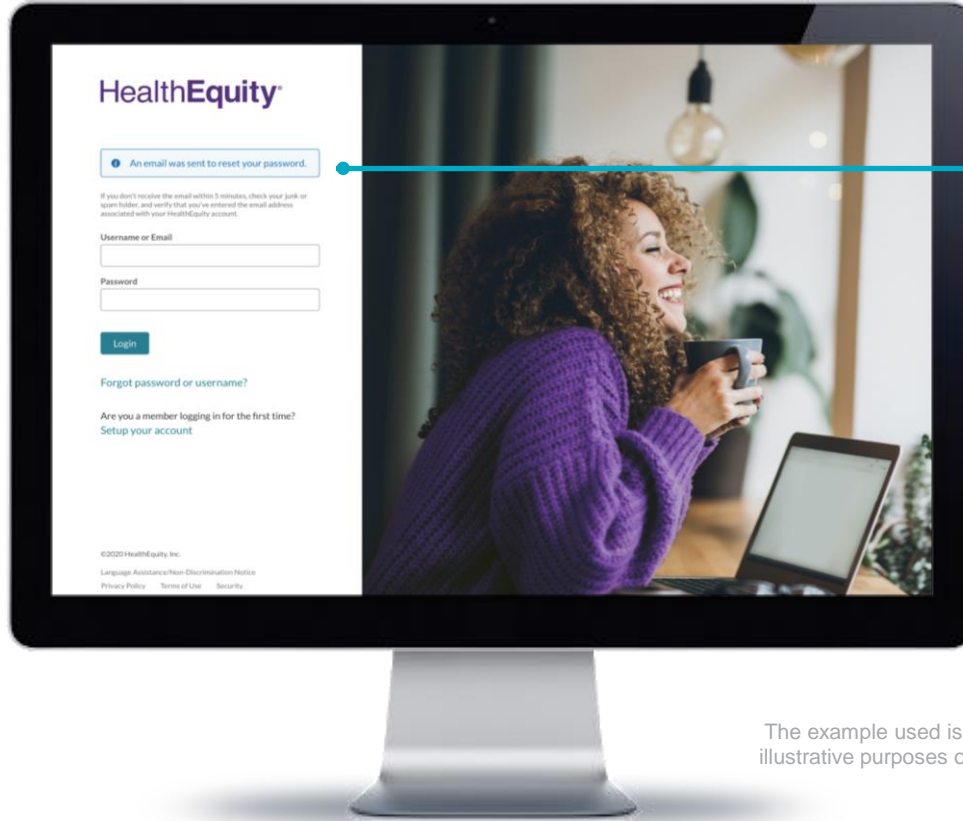 HealthEquity
An email was sent to reset your password.
If you don't receive the email within 5 minutes, check your junk or
spam folder, and verify that you've entered the email address
associated with your HealthEquity account.
Username or Email
Password
Login
Forgot password or username?
Are you a member logging in for the first time?
Setup your account
©2020 HealthEquity, Inc.
Language Assistance/Non-Discrimination Notice
Privacy Policy Terms of Use Security
The example used is
illustrative purposes